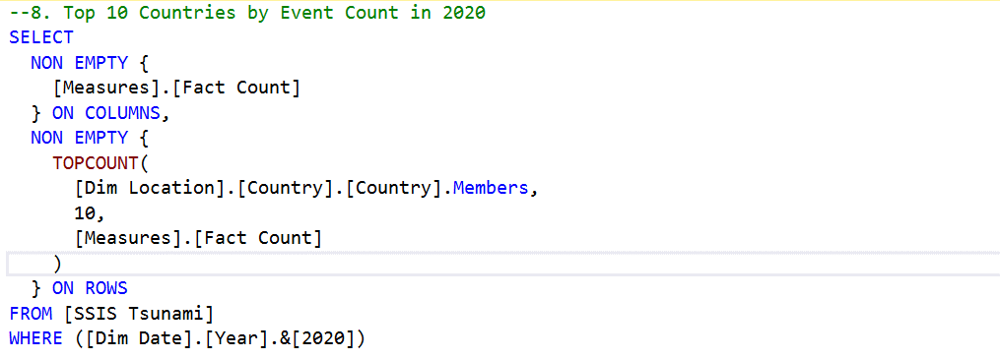 --8. Top 10 Countries by Event Count in 2020
SELECT
  NON EMPTY {
    [Measures].[Fact Count]
  } ON COLUMNS,
  NON EMPTY {
    TOPCOUNT(
      [Dim Location].[Country].[Country].Members,
      10,
      [Measures].[Fact Count]
    )
  } ON ROWS
FROM [SSIS Tsunami]
WHERE ([Dim Date].[Year].&[2020])